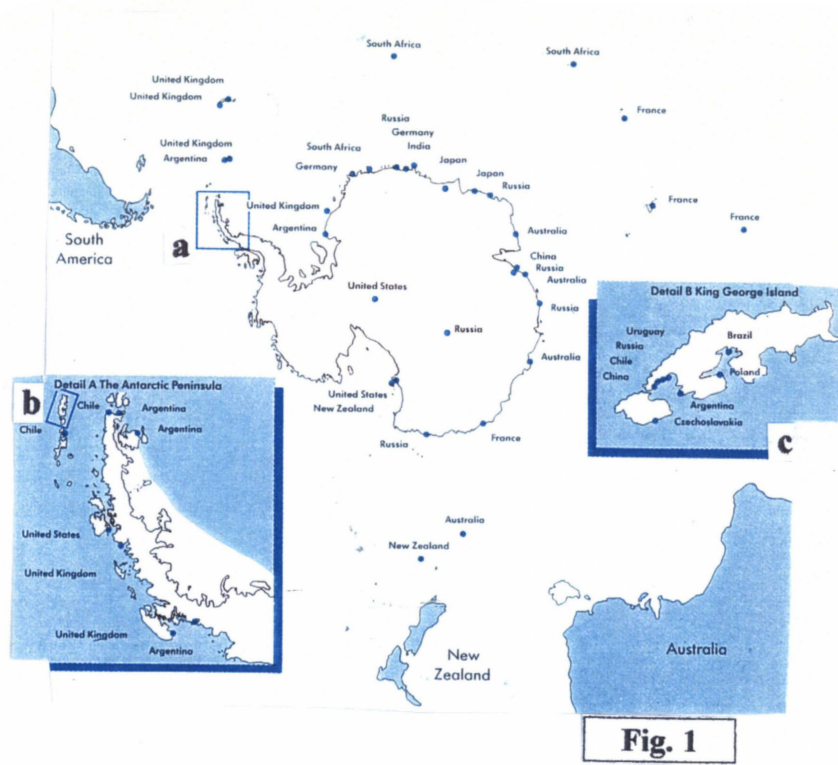 South Africa
South Africa
United Kingdom
United Kingdom
France
Russia
Germany
India
United Kingdom
Argentina
South Africa
Germany
Japan
Japan
Russia
United Kingdom
Argentina
France
France
South
America
a
Australia
China
Russia
Australia
United States
Russia
Russia
Australia
United States
New Zealand
Russia
France
Detail B King George Island
Uruguay
Russia
Chile
China
Brazil
Poland
Argentina
Czechoslovakia
c
Detail A The Antarctic Peninsula
b
Chile
Argentina
Chile
Argentina
United States
United Kingdom
United Kingdom
Argentina
Australia
New Zealand
New
Zealand
Australia
Fig. 1